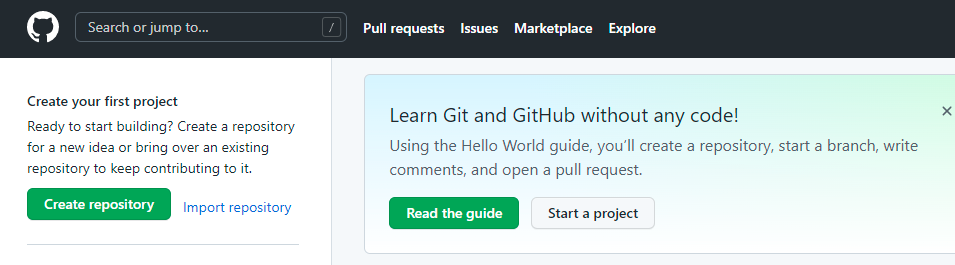 Search or jump to... /
Pull requests Issues Marketplace Explore
Create your first project
Ready to start building? Create a repository
for a new idea or bring over an existing
repository to keep contributing to it.
Create repository Import repository
Learn Git and GitHub without any code!
Using the Hello World guide, you’ll create a repository, start a branch, write
comments, and open a pull request.
Read the guide Start a project